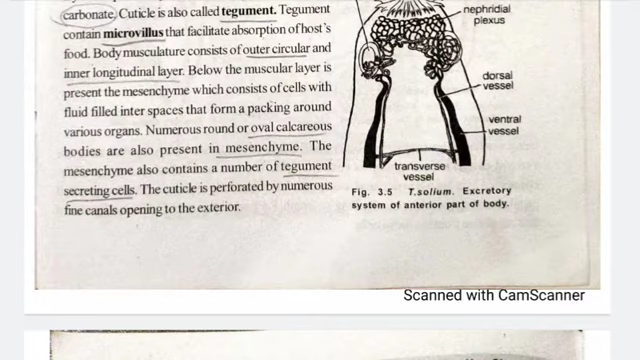 carbonate. Cuticle is also called tegument. Tegument
contain microvillus that facilitate absorption of host's
food. Body musculature consists of outer circular and
inner longitudinal layer. Below the muscular layer is
present the mesenchyme which consists of cells with
fluid filled inter spaces that form a packing around
various organs. Numerous round or oval calcareous
bodies are also present in mesenchyme. The
mesenchyme also contains a number of tegument
secreting cells. The cuticle is perforated by numerous
fine canals opening to the exterior.
nephridial
plexus
dorsal
vessel
ventral
vessel
transverse
vessel
Fig. 3.5 T.solium. Excretory
system of anterior part of body.
Scanned with CamScanner